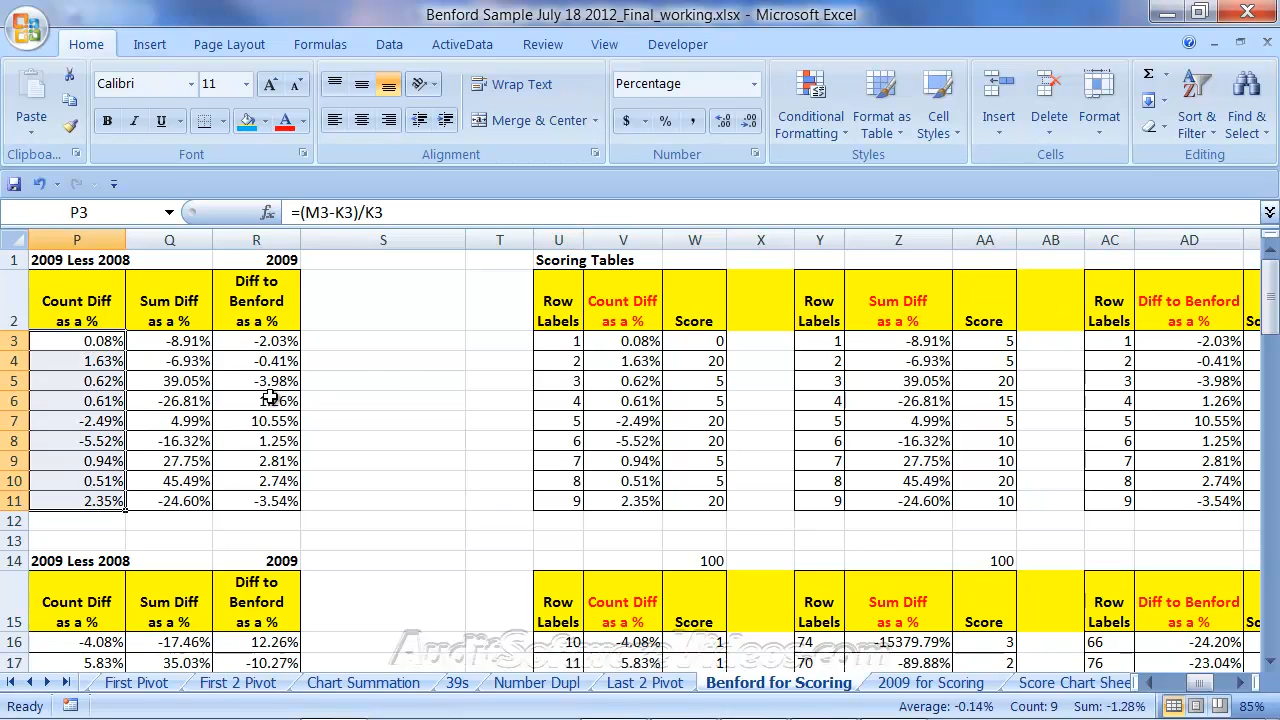 Benford Sample July 18 2012_Final_working.xlsx - Microsoft Excel
Home Insert Page Layout Formulas Data ActiveData Review View Developer
Calibri 11 Wrap Text Percentage
Paste B I U Merge & Center $ % , Conditional Formatting Format as Table Cell Styles Insert Delete Format Sort & Filter Find & Select
Clipboa... Font Alignment Number Styles Cells Editing
P3 fx =(M3-K3)/K3
P Q R S T U V W X Y Z AA AB AC AD
1 2009 Less 2008 2009 Scoring Tables
2 Count Diff as a % Sum Diff as a % Diff to Benford as a % Row Labels Count Diff as a % Score Row Labels Sum Diff as a % Score Row Labels Diff to Benford as a % Sc
3 0.08% -8.91% -2.03% 1 0.08% 0 1 -8.91% 5 1 -2.03%
4 1.63% -6.93% -0.41% 2 1.63% 20 2 -6.93% 5 2 -0.41%
5 0.62% 39.05% -3.98% 3 0.62% 5 3 39.05% 20 3 -3.98%
6 0.61% -26.81% 1.26% 4 0.61% 5 4 -26.81% 15 4 1.26%
7 -2.49% 4.99% 10.55% 5 -2.49% 20 5 4.99% 15 5 10.55%
8 -5.52% -16.32% 1.25% 6 -5.52% 20 6 -16.32% 10 6 1.25%
9 0.94% 27.75% 2.81% 7 0.94% 5 7 27.75% 10 7 2.81%
10 0.51% 45.49% 2.74% 8 0.51% 5 8 45.49% 20 8 2.74%
11 2.35% -24.60% -3.54% 9 2.35% 20 9 -24.60% 10 9 -3.54%
12
13
14 2009 Less 2008 2009 100 100
15 Count Diff as a % Sum Diff as a % Diff to Benford as a % Row Labels Count Diff as a % Score Row Labels Sum Diff as a % Score Row Labels Diff to Benford as a %
16 -4.08% -17.46% 12.26% 10 -4.08% 1 74 -15379.79% 3 66 -24.20%
17 5.83% 35.03% -10.27% 11 5.83% 1 70 -89.88% 2 76 -23.04%
AuditSoftwareVideos.com
First Pivot First 2 Pivot Chart Summation 39s Number Dupl Last 2 Pivot Benford for Scoring 2009 for Scoring Score Chart Shee
Ready Average: -0.14% Count: 9 Sum: -1.28% 85%